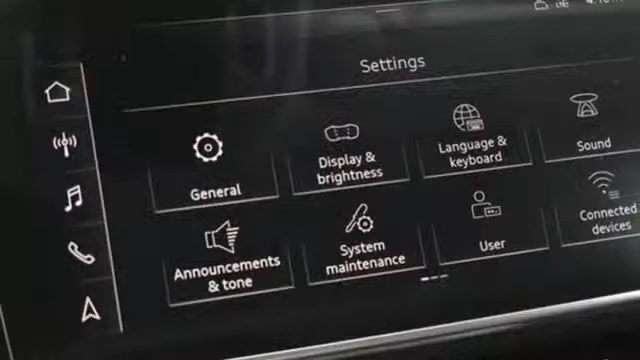 Settings
General
Display &
brightness
Language &
keyboard
Sound
Announcements
& tone
System
maintenance
User
Connected
devices